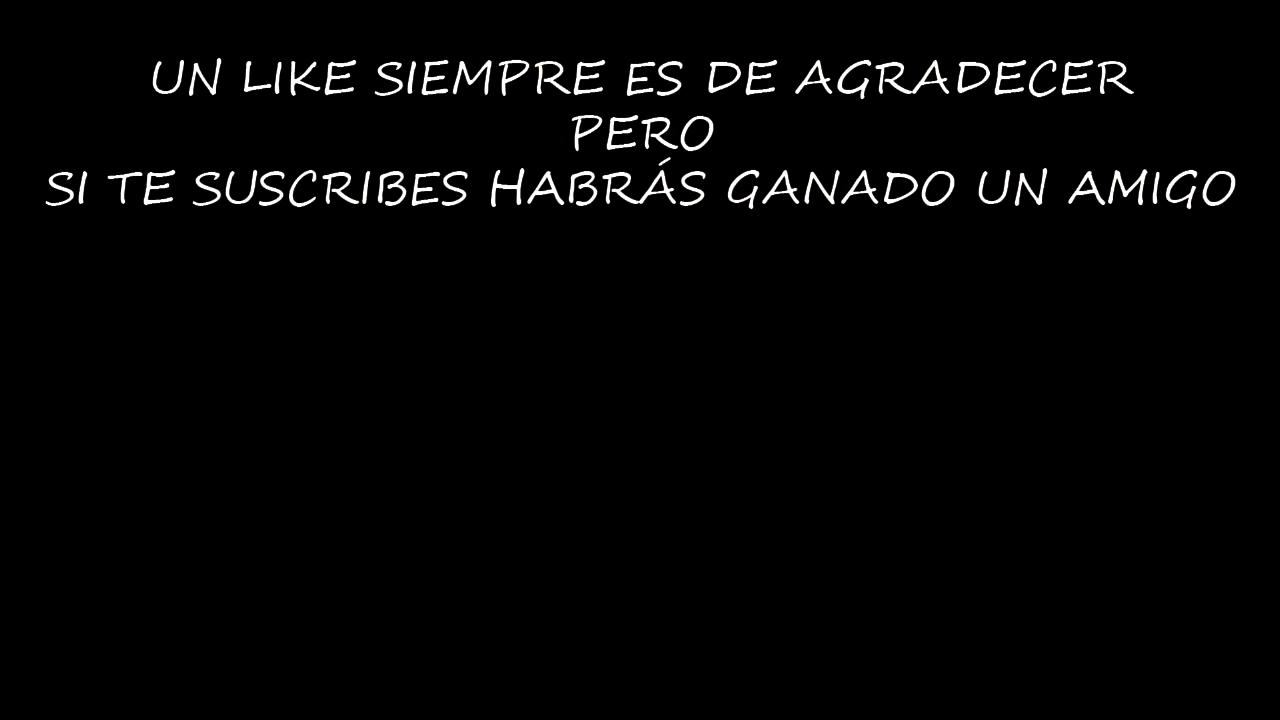 UN LIKE SIEMPRE ES DE AGRADECER
PERO
SI TE SUSCRIBES HABRÁS GANADO UN AMIGO